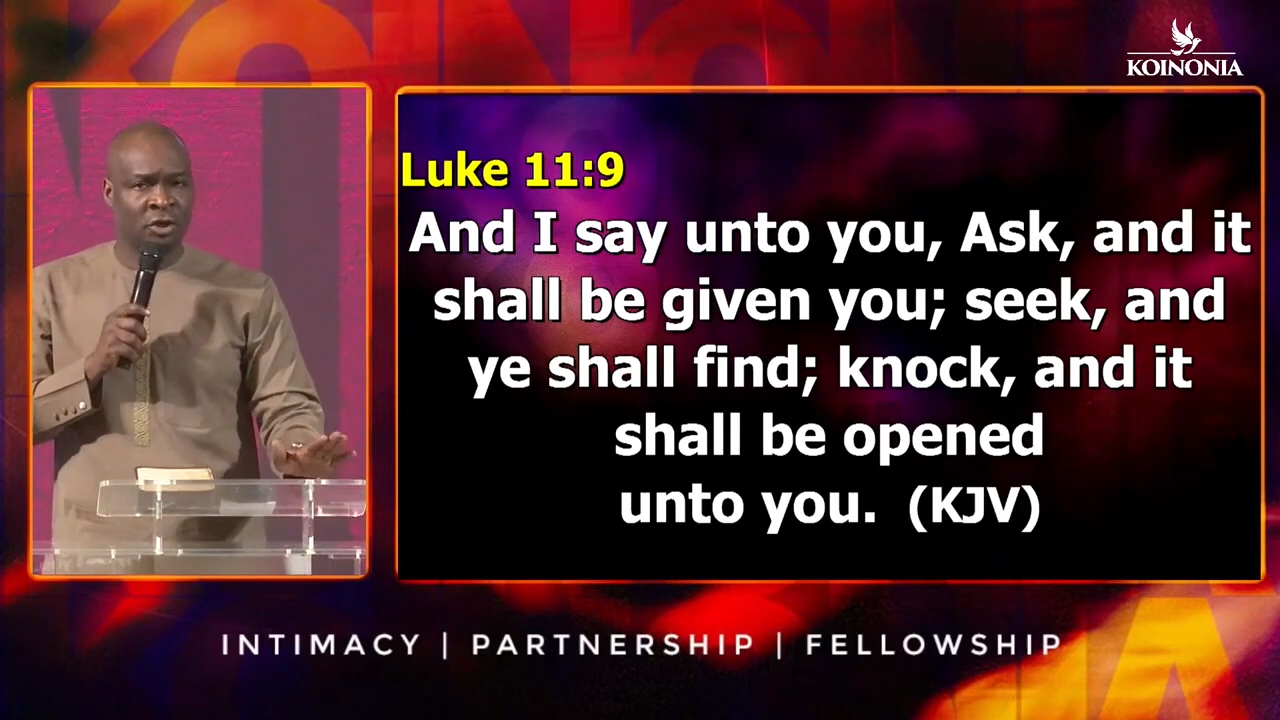 KOINONIA
Luke 11:9
And I say unto you, Ask, and it
shall be given you; seek, and
ye shall find; knock, and it
shall be opened
unto you. (KJV)
INTIMACY | PARTNERSHIP | FELLOWSHIP